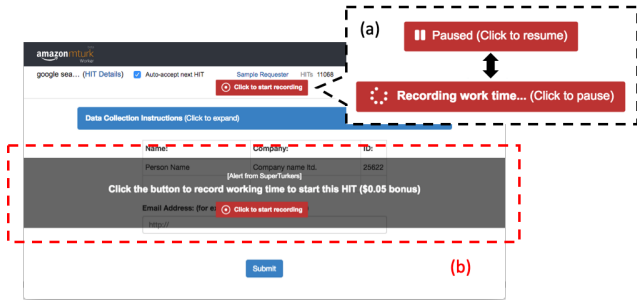 (a)
Paused (Click to resume)
Recording work time... (Click to pause)
amazonmturk
Worker
google sea... (HIT Details) Auto-accept next HIT Sample Requester HITs 11068
Click to start recording
Data Collection Instructions (Click to expand)
Name: Company: ID:
Person Name Company name ltd. 25622
[Alert from SuperTurkers]
Click the button to record working time to start this HIT ($0.05 bonus)
Email Address: (for e
Click to start recording
http://
Submit
(b)